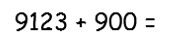 9123 + 900 =